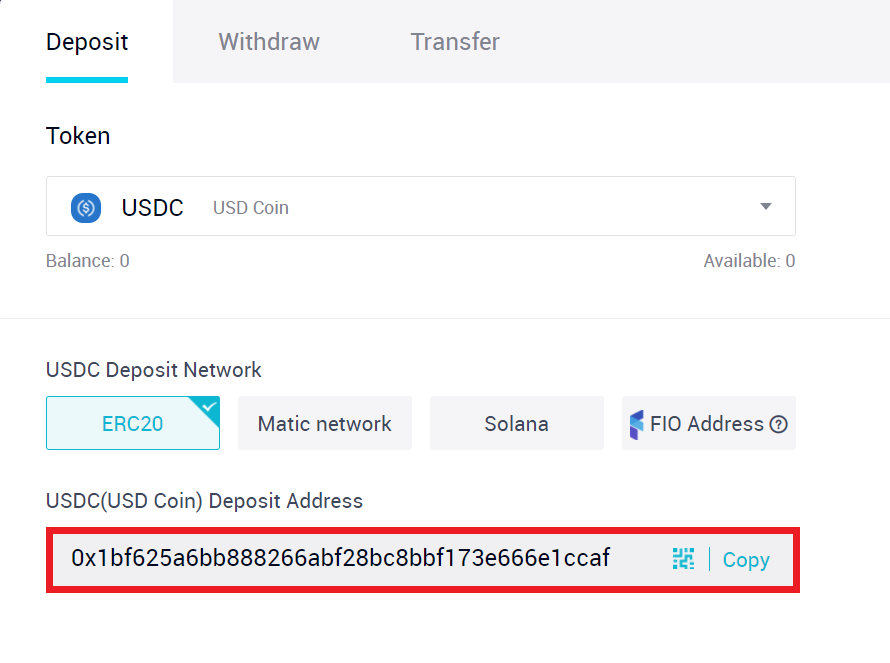 Deposit Withdraw Transfer
Token
USDC USD Coin
Balance: 0 Available: 0
USDC Deposit Network
ERC20 Matic network Solana FIO Address ?
USDC(USD Coin) Deposit Address
0x1bf625a6bb888266abf28bc8bbf173e666e1ccaf Copy